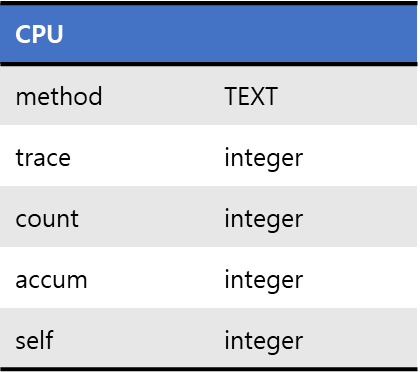 CPU
method TEXT
trace integer
count integer
accum integer
self integer